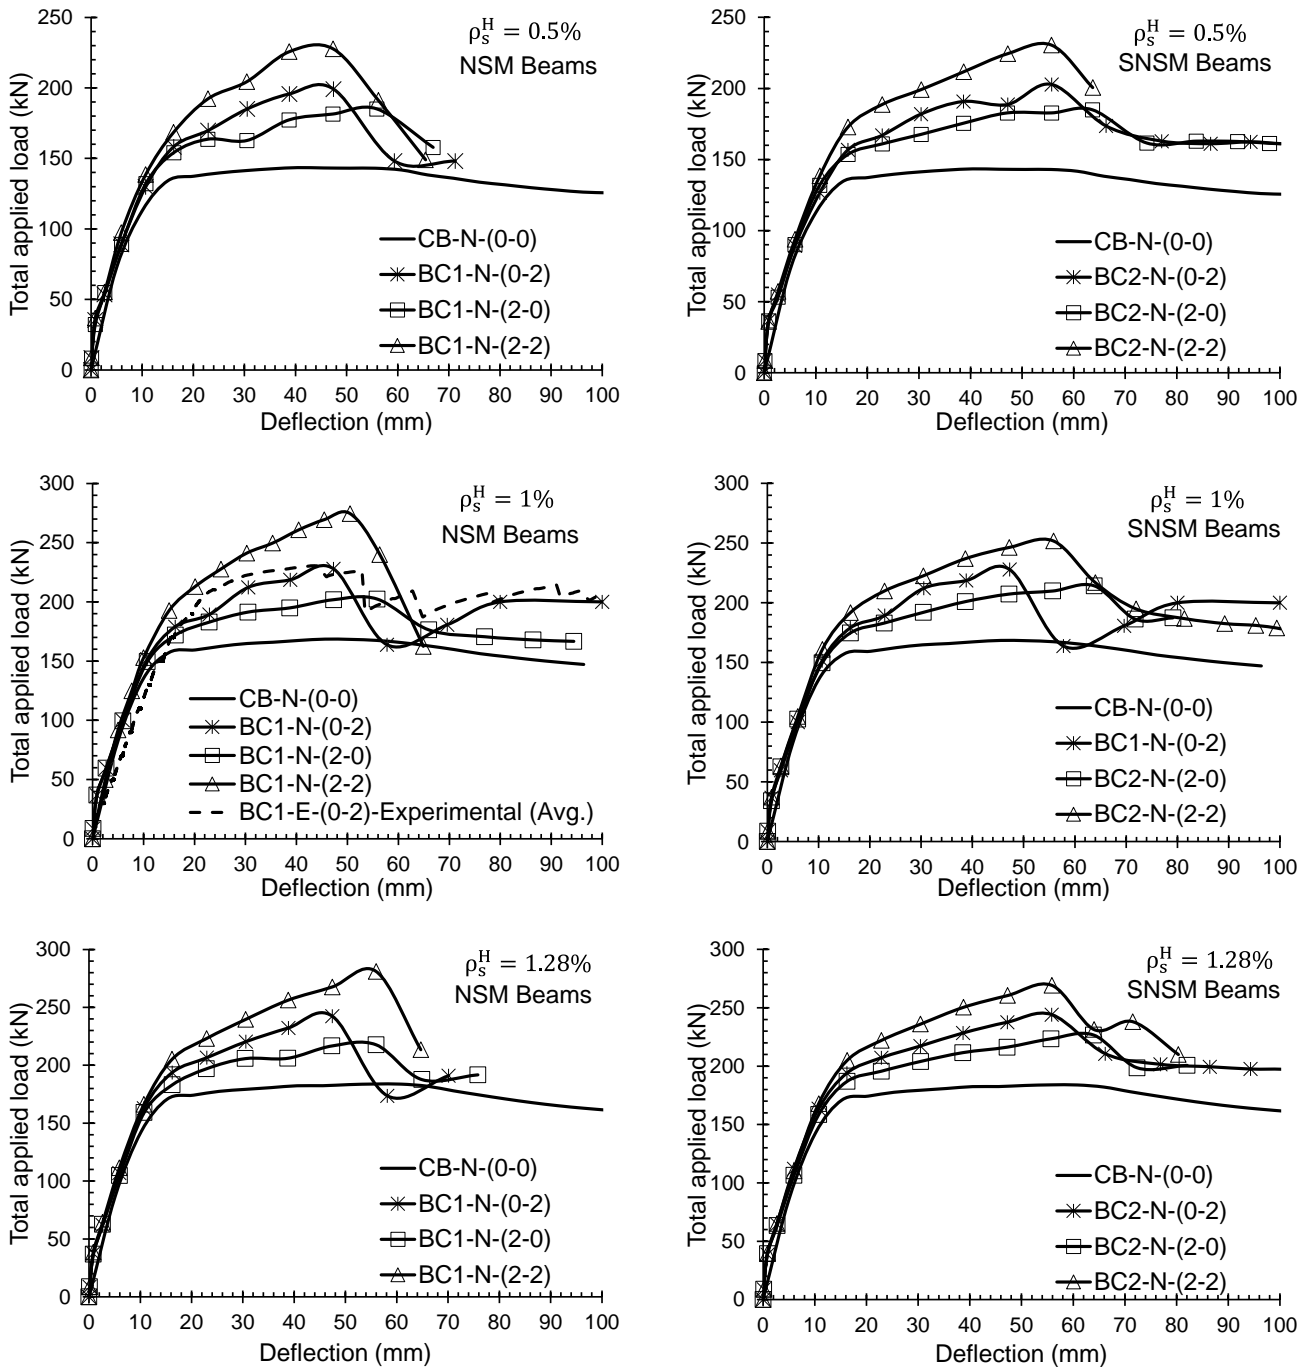 Total applied load (kN)
250
200
150
100
50
0
0 10 20 30 40 50 60 70 80 90 100
Deflection (mm)
ρ_s^H = 0.5%
NSM Beams
CB-N-(0-0)
BC1-N-(0-2)
BC1-N-(2-0)
BC1-N-(2-2)
Total applied load (kN)
250
200
150
100
50
0
0 10 20 30 40 50 60 70 80 90 100
Deflection (mm)
ρ_s^H = 0.5%
SNSM Beams
CB-N-(0-0)
BC2-N-(0-2)
BC2-N-(2-0)
BC2-N-(2-2)
Total applied load (kN)
300
250
200
150
100
50
0
0 10 20 30 40 50 60 70 80 90 100
Deflection (mm)
ρ_s^H = 1%
NSM Beams
CB-N-(0-0)
BC1-N-(0-2)
BC1-N-(2-0)
BC1-N-(2-2)
BC1-E-(0-2)-Experimental (Avg.)
Total applied load (kN)
300
250
200
150
100
50
0
0 10 20 30 40 50 60 70 80 90 100
Deflection (mm)
ρ_s^H = 1%
SNSM Beams
CB-N-(0-0)
BC1-N-(0-2)
BC2-N-(2-0)
BC2-N-(2-2)
Total applied load (kN)
300
250
200
150
100
50
0
0 10 20 30 40 50 60 70 80 90 100
Deflection (mm)
ρ_s^H = 1.28%
NSM Beams
CB-N-(0-0)
BC1-N-(0-2)
BC1-N-(2-0)
BC1-N-(2-2)
Total applied load (kN)
300
250
200
150
100
50
0
0 10 20 30 40 50 60 70 80 90 100
Deflection (mm)
ρ_s^H = 1.28%
SNSM Beams
CB-N-(0-0)
BC2-N-(0-2)
BC2-N-(2-0)
BC2-N-(2-2)